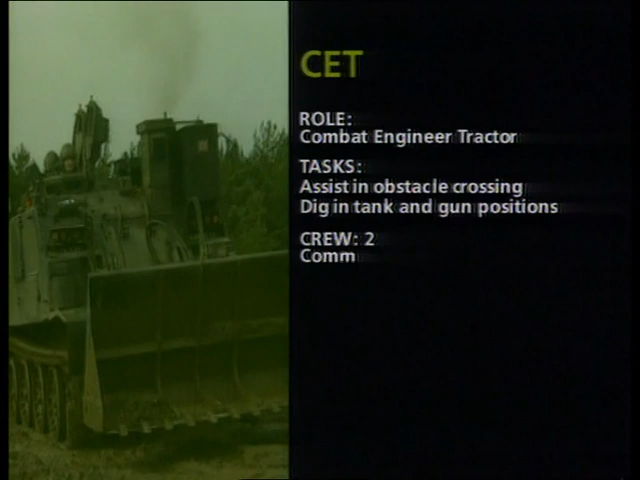 CET
ROLE:
Combat Engineer Tractor
TASKS:
Assist in obstacle crossing
Dig in tank and gun positions
CREW: 2
Comm